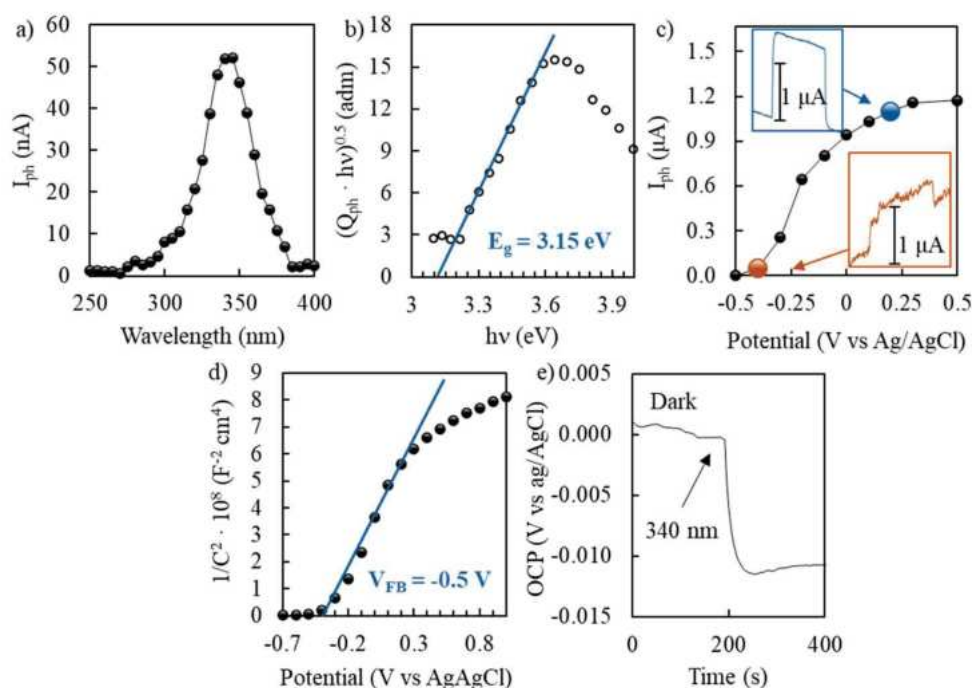 a)
60
50
40
30
20
10
0
I_ph (nA)
250 300 350 400
Wavelength (nm)
b)
18
15
12
9
6
3
0
(Q_ph · hν)^0.5 (adm)
E_g = 3.15 eV
3 3.3 3.6 3.9
hν (eV)
c)
1.5
1.2
0.9
0.6
0.3
0.0
I_ph (μA)
1 μA
1 μA
-0.5 -0.25 0 0.25 0.5
Potential (V vs Ag/AgCl)
d)
9
8
7
6
5
4
3
2
1
0
1/C² · 10⁸ (F⁻² cm⁴)
V_FB = -0.5 V
-0.7 -0.2 0.3 0.8
Potential (V vs AgAgCl)
e)
0.005
0.000
-0.005
-0.010
-0.015
OCP (V vs ag/AgCl)
Dark
340 nm
0 200 400
Time (s)